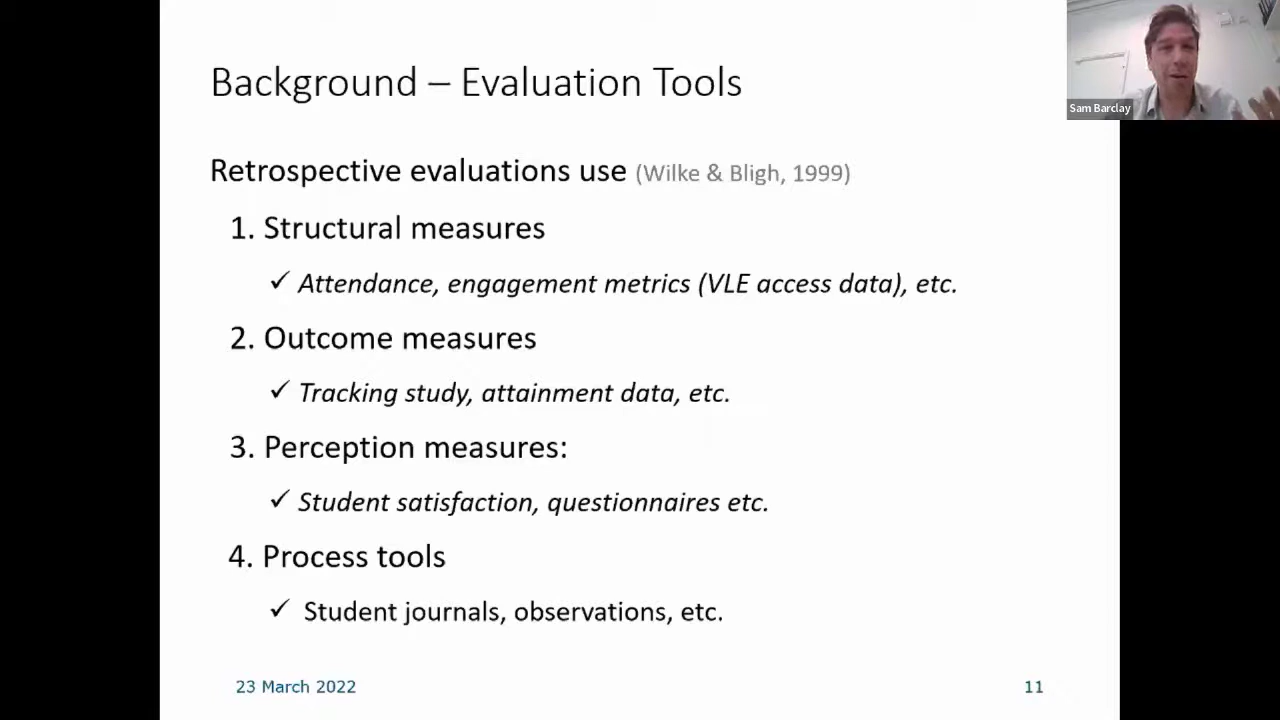 Background – Evaluation Tools
Sam Barclay
Retrospective evaluations use (Wilke & Bligh, 1999)
1. Structural measures
✓ Attendance, engagement metrics (VLE access data), etc.
2. Outcome measures
✓ Tracking study, attainment data, etc.
3. Perception measures:
✓ Student satisfaction, questionnaires etc.
4. Process tools
✓ Student journals, observations, etc.
23 March 2022
11